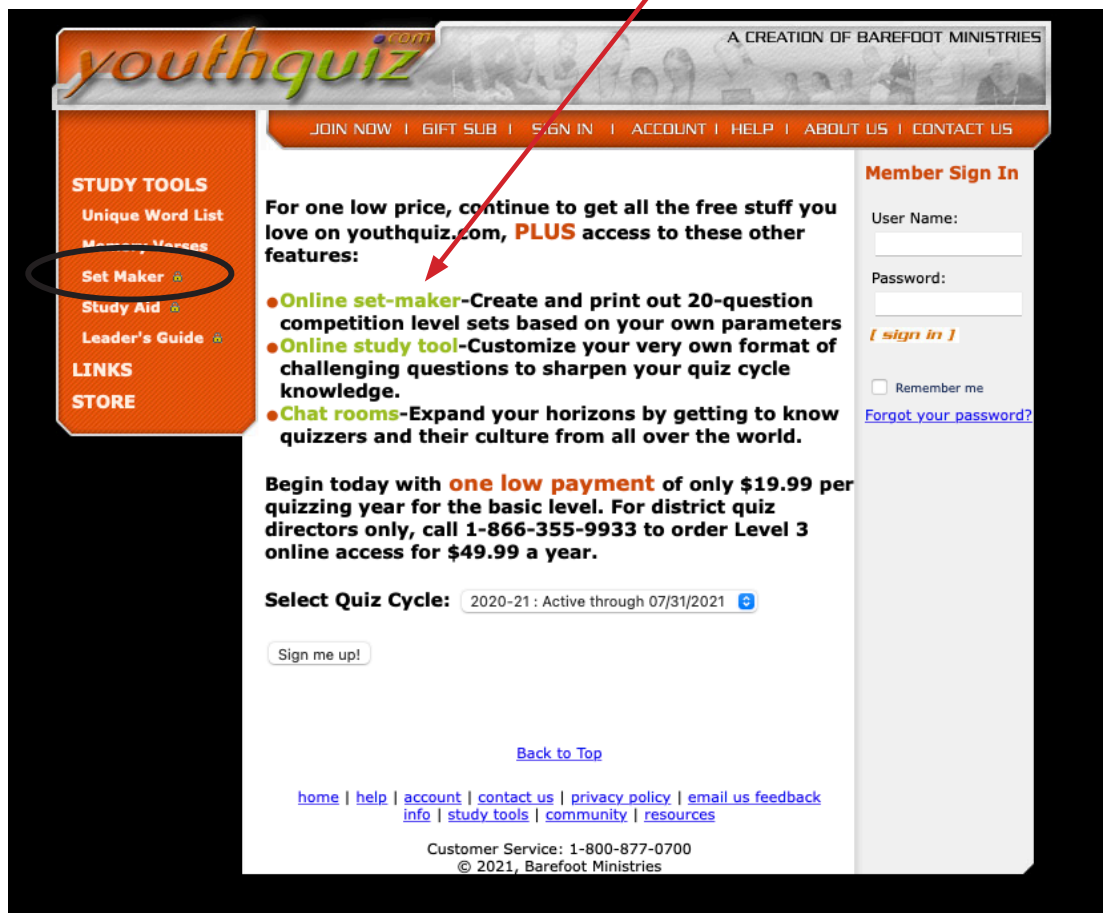 youthquiz.com
A CREATION OF BAREFOOT MINISTRIES
JOIN NOW | GIFT SUB | SIGN IN | ACCOUNT | HELP | ABOUT US | CONTACT US
STUDY TOOLS
Unique Word List
Memory Verses
Set Maker
Study Aid
Leader's Guide
LINKS
STORE
For one low price, continue to get all the free stuff you
love on youthquiz.com, PLUS access to these other
features:
Online set-maker-Create and print out 20-question
competition level sets based on your own parameters
Online study tool-Customize your very own format of
challenging questions to sharpen your quiz cycle
knowledge.
Chat rooms-Expand your horizons by getting to know
quizzers and their culture from all over the world.
Begin today with one low payment of only $19.99 per
quizzing year for the basic level. For district quiz
directors only, call 1-866-355-9933 to order Level 3
online access for $49.99 a year.
Select Quiz Cycle: 2020-21 : Active through 07/31/2021
Sign me up!
Member Sign In
User Name:
Password:
[ sign in ]
Remember me
Forgot your password?
Back to Top
home | help | account | contact us | privacy policy | email us feedback
info | study tools | community | resources
Customer Service: 1-800-877-0700
© 2021, Barefoot Ministries